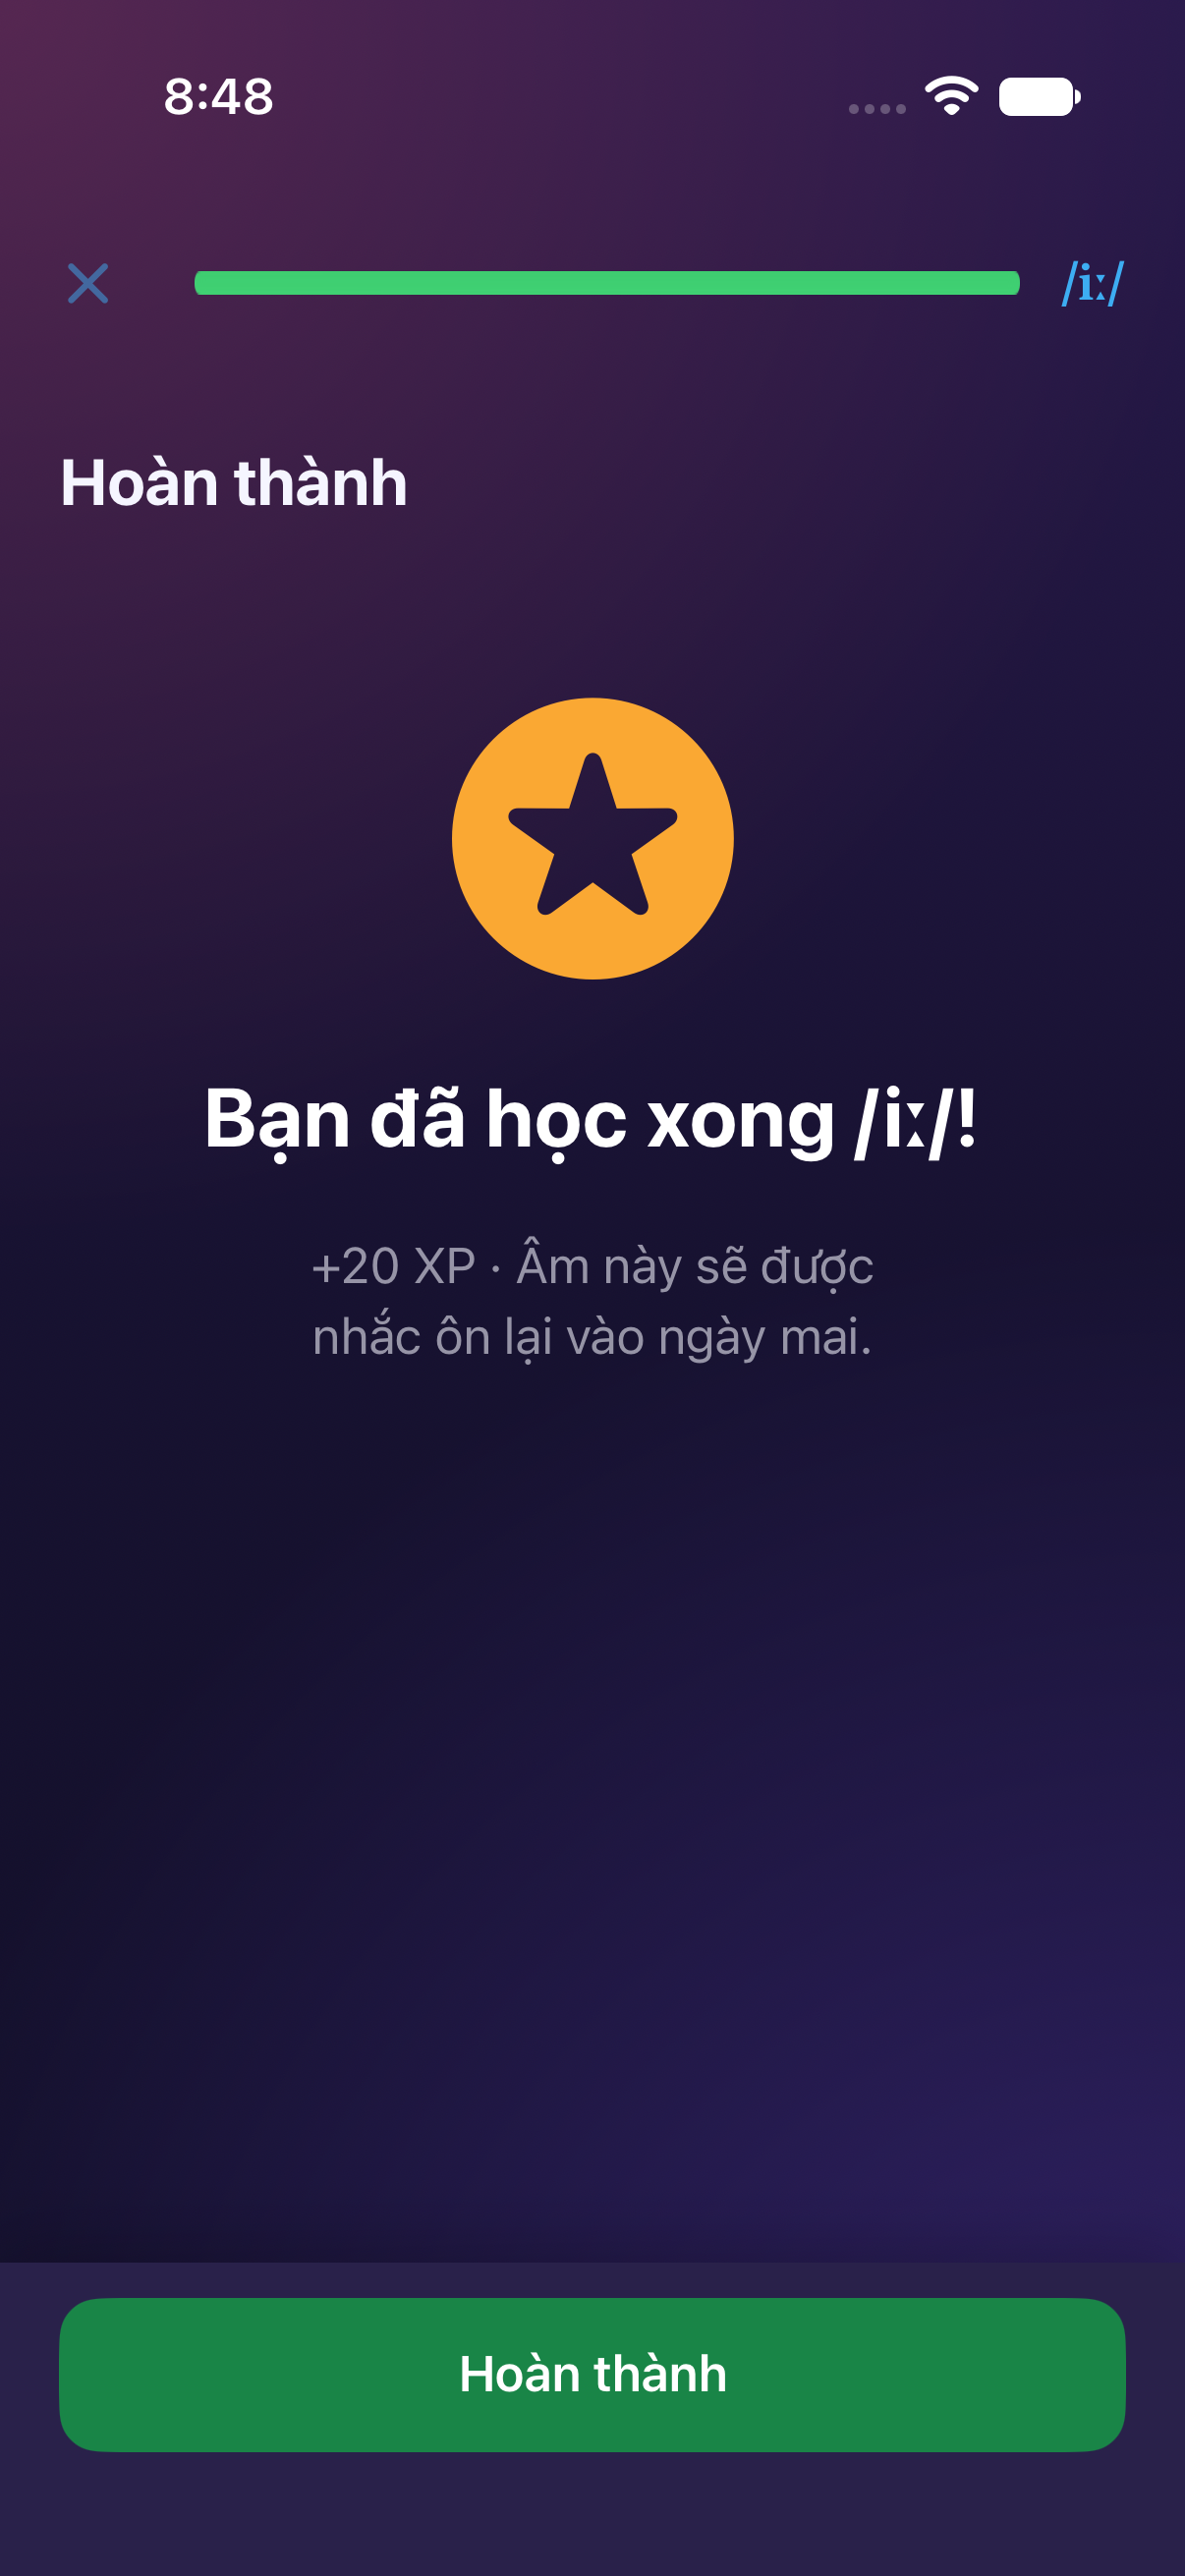 8:48
/iː/
Hoàn thành
Bạn đã học xong /iː/!
+20 XP · Âm này sẽ được
nhắc ôn lại vào ngày mai.
Hoàn thành